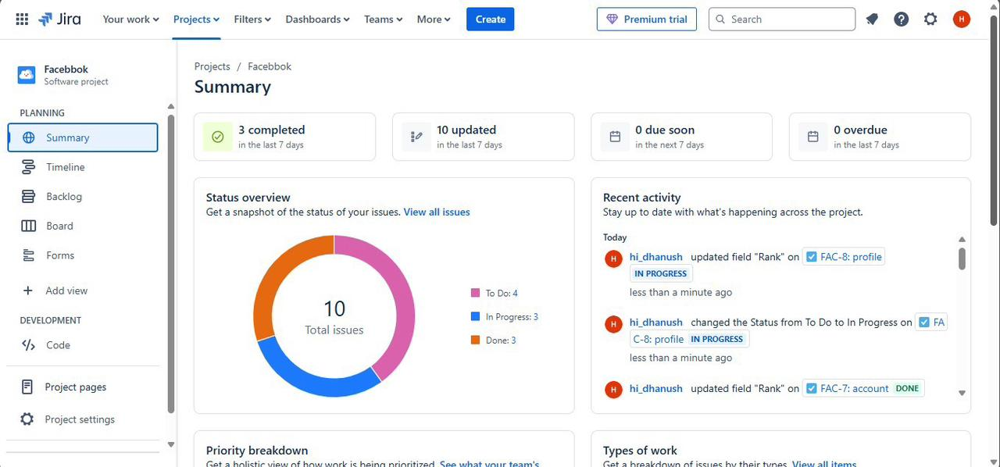 Jira
Your work
Projects
Filters
Dashboards
Teams
More
Create
Premium trial
Search
H
Facebbok
Software project
PLANNING
Summary
Timeline
Backlog
Board
Forms
Add view
DEVELOPMENT
Code
Project pages
Project settings
Projects / Facebbok
Summary
3 completed
in the last 7 days
10 updated
in the last 7 days
0 due soon
in the next 7 days
0 overdue
in the last 7 days
Status overview
Get a snapshot of the status of your issues. View all issues
10
Total issues
To Do: 4
In Progress: 3
Done: 3
Recent activity
Stay up to date with what's happening across the project.
Today
H
hi_dhanush updated field "Rank" on FAC-8: profile
IN PROGRESS
less than a minute ago
H
hi_dhanush changed the Status from To Do to In Progress on FA
C-8: profile IN PROGRESS
less than a minute ago
H
hi_dhanush updated field "Rank" on FAC-7: account DONE
Priority breakdown
Get a holistic view of how work is being prioritized. See what your team's
Types of work
Get a breakdown of issues by their types. View all items